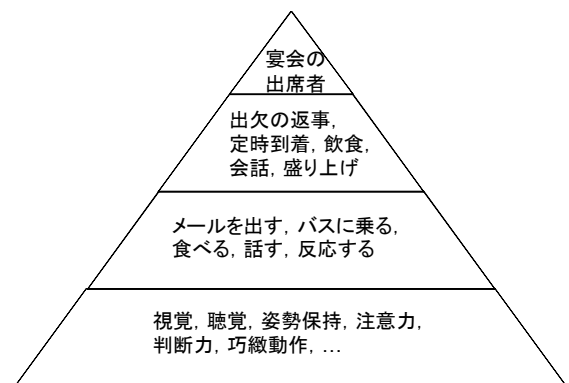 宴会の
出席者
出欠の返事,
定時到着, 飲食,
会話, 盛り上げ
メールを出す, バスに乗る,
食べる, 話す, 反応する
視覚, 聴覚, 姿勢保持, 注意力,
判断力, 巧緻動作, …